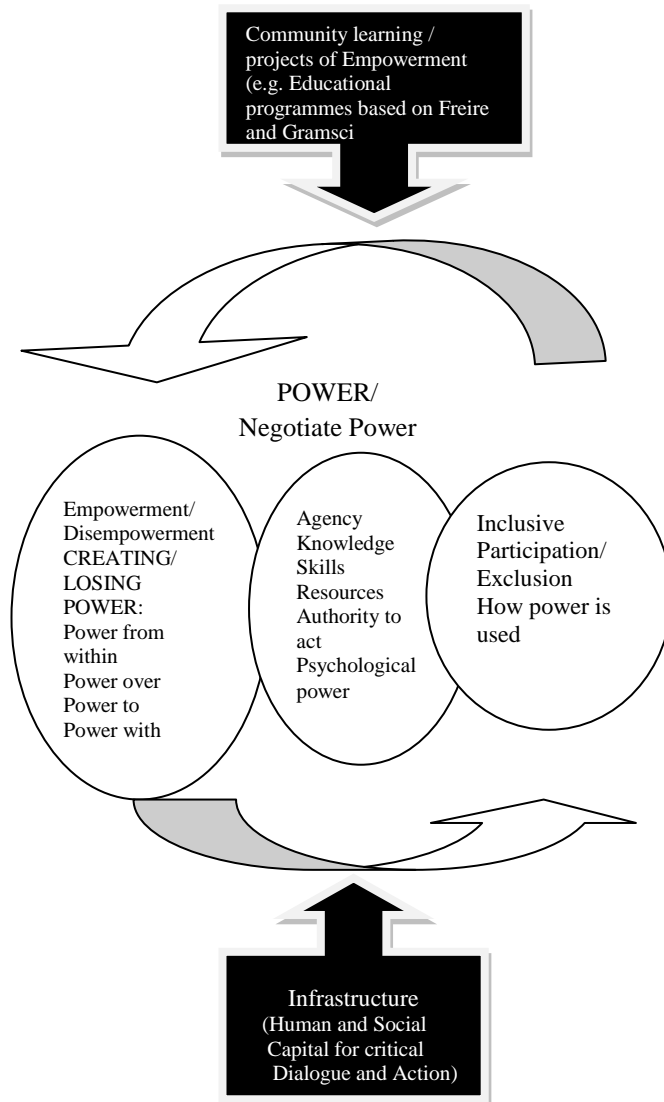 Community learning /
projects of Empowerment
(e.g. Educational
programmes based on Freire
and Gramsci
POWER/
Negotiate Power
Empowerment/
Disempowerment
CREATING/
LOSING
POWER:
Power from
within
Power over
Power to
Power with
Agency
Knowledge
Skills
Resources
Authority to
act
Psychological
power
Inclusive
Participation/
Exclusion
How power is
used
Infrastructure
(Human and Social
Capital for critical
Dialogue and Action)